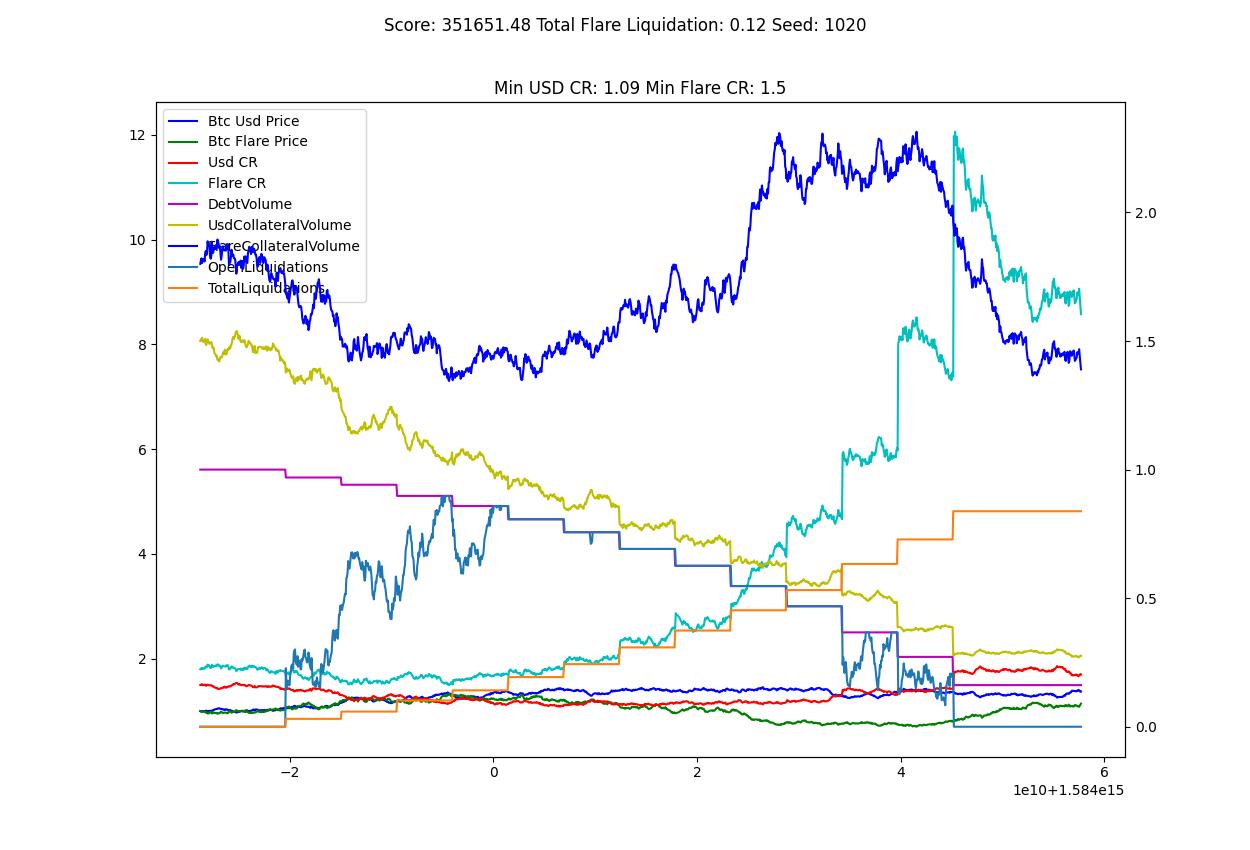 Score: 351651.48 Total Flare Liquidation: 0.12 Seed: 1020
Min USD CR: 1.09 Min Flare CR: 1.5
Btc Usd Price
Btc Flare Price
Usd CR
Flare CR
DebtVolume
UsdCollateralVolume
FlareCollateralVolume
OpenLiquidations
TotalLiquidations
12
10
8
6
4
2
2.0
1.5
1.0
0.5
0.0
−2
0
2
4
6
1e10+1.584e15